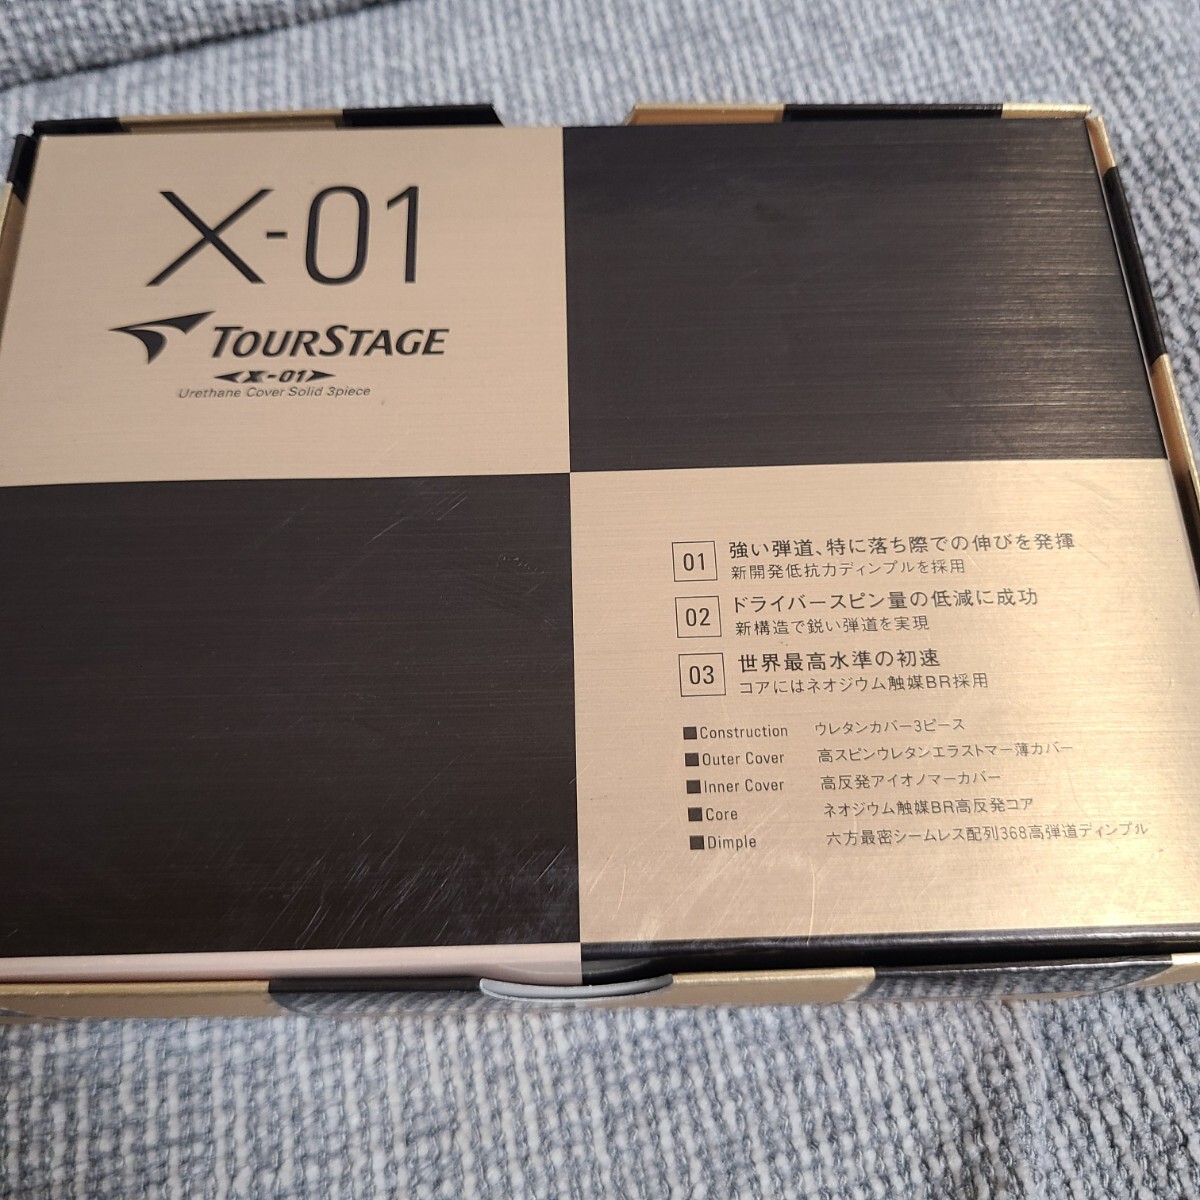 X-01
TOURSTAGE
X-01
Urethane Cover Solid 3piece
01 強い弾道、特に落ち際での伸びを発揮
新開発低抗力ディンプルを採用
02 ドライバースピン量の低減に成功
新構造で鋭い弾道を実現
03 世界最高水準の初速
コアにはネオジウム触媒BR採用
■Construction ウレタンカバー3ピース
■Outer Cover 高スピンウレタンエラストマー薄カバー
■Inner Cover 高反発アイオノマーカバー
■Core ネオジウム触媒BR高反発コア
■Dimple 六方最密シームレス配列368高弾道ディンプル